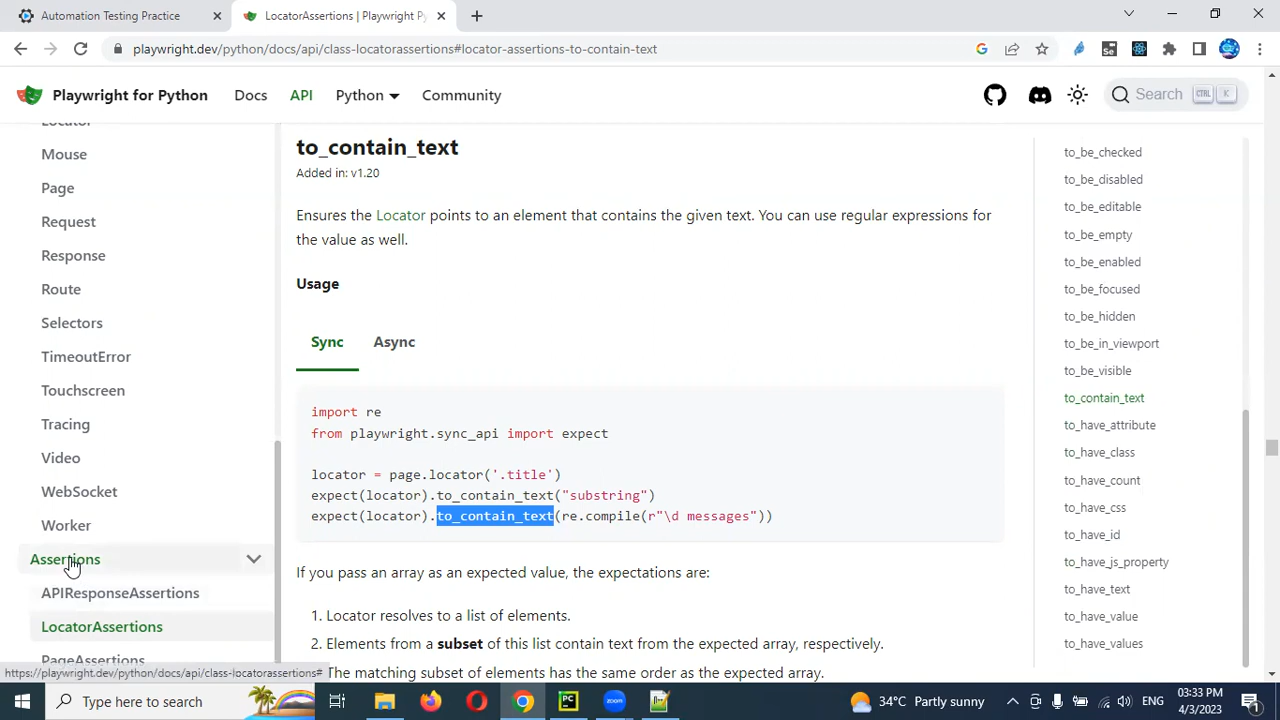 Automation Testing Practice
LocatorAssertions | Playwright Py
playwright.dev/python/docs/api/class-locatorassertions#locator-assertions-to-contain-text
Playwright for Python
Docs
API
Python
Community
Search
CTRL
K
Locator
Mouse
Page
Request
Response
Route
Selectors
TimeoutError
Touchscreen
Tracing
Video
WebSocket
Worker
Assertions
APIResponseAssertions
LocatorAssertions
PageAssertions
https://playwright.dev/python/docs/api/class-locatorassertions#
to_contain_text
Added in: v1.20
Ensures the Locator points to an element that contains the given text. You can use regular expressions for
the value as well.
Usage
Sync
Async
import re
from playwright.sync_api import expect
locator = page.locator('.title')
expect(locator).to_contain_text("substring")
expect(locator).to_contain_text(re.compile(r"\d messages"))
If you pass an array as an expected value, the expectations are:
1. Locator resolves to a list of elements.
2. Elements from a subset of this list contain text from the expected array, respectively.
The matching subset of elements has the same order as the expected array.
to_be_checked
to_be_disabled
to_be_editable
to_be_empty
to_be_enabled
to_be_focused
to_be_hidden
to_be_in_viewport
to_be_visible
to_contain_text
to_have_attribute
to_have_class
to_have_count
to_have_css
to_have_id
to_have_js_property
to_have_text
to_have_value
to_have_values
Type here to search
34°C Partly sunny
ENG
03:33 PM
4/3/2023